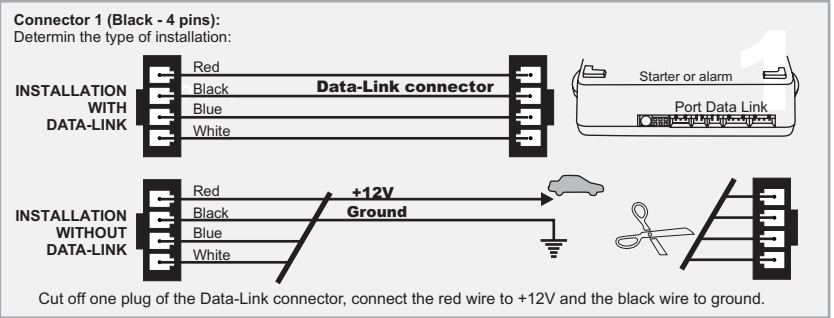 Connector 1 (Black - 4 pins):
Determin the type of installation:
1
INSTALLATION
WITH
DATA-LINK
Red
Black
Blue
White
Data-Link connector
Starter or alarm
Port Data Link
INSTALLATION
WITHOUT
DATA-LINK
Red
Black
Blue
White
+12V
Ground
Cut off one plug of the Data-Link connector, connect the red wire to +12V and the black wire to ground.